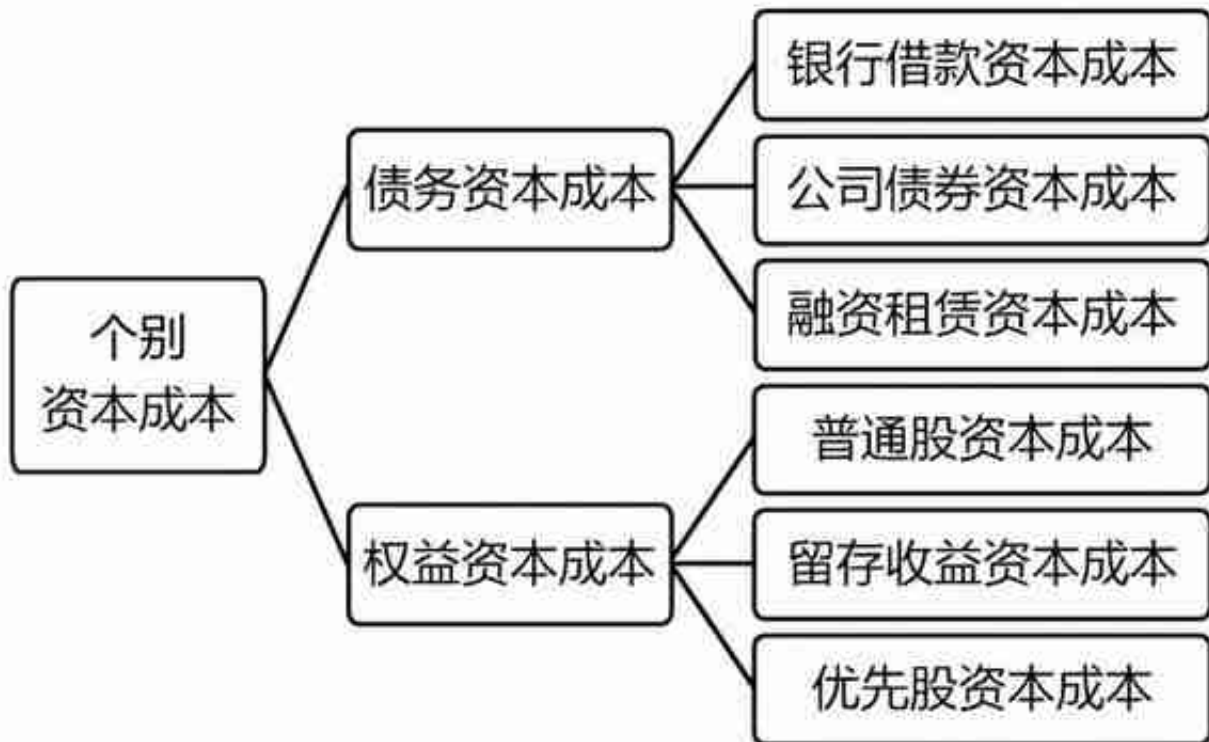 个别
资本成本
债务资本成本
银行借款资本成本
公司债券资本成本
融资租赁资本成本
权益资本成本
普通股资本成本
留存收益资本成本
优先股资本成本